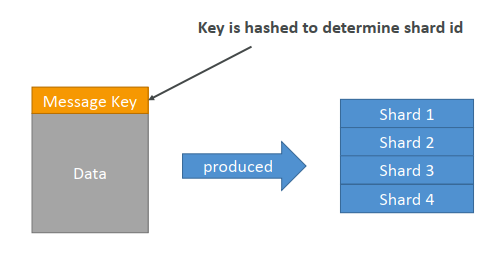 Key is hashed to determine shard id
Message Key
Data
produced
Shard 1
Shard 2
Shard 3
Shard 4